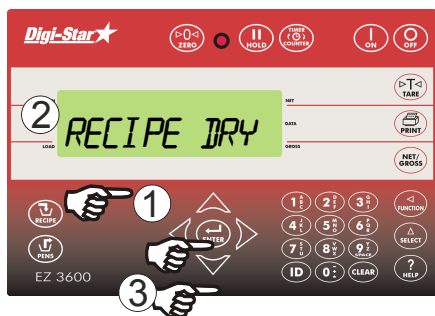 Digi-Star
→0← ZERO
HOLD
TIMER COUNTER
ON
OFF
2
RECIPE DRY
NET
DATA
LOAD
GROSS
→T← TARE
PRINT
NET/
GROSS
RECIPE
PENS
EZ 3600
1
ENTER
3
1 A B C
2 D E F
3 G H I
4 J K L
5 M N O
6 P Q R
7 S T U
8 V W X
9 Y Z SPACE
ID
0
CLEAR
FUNCTION
SELECT
?
HELP